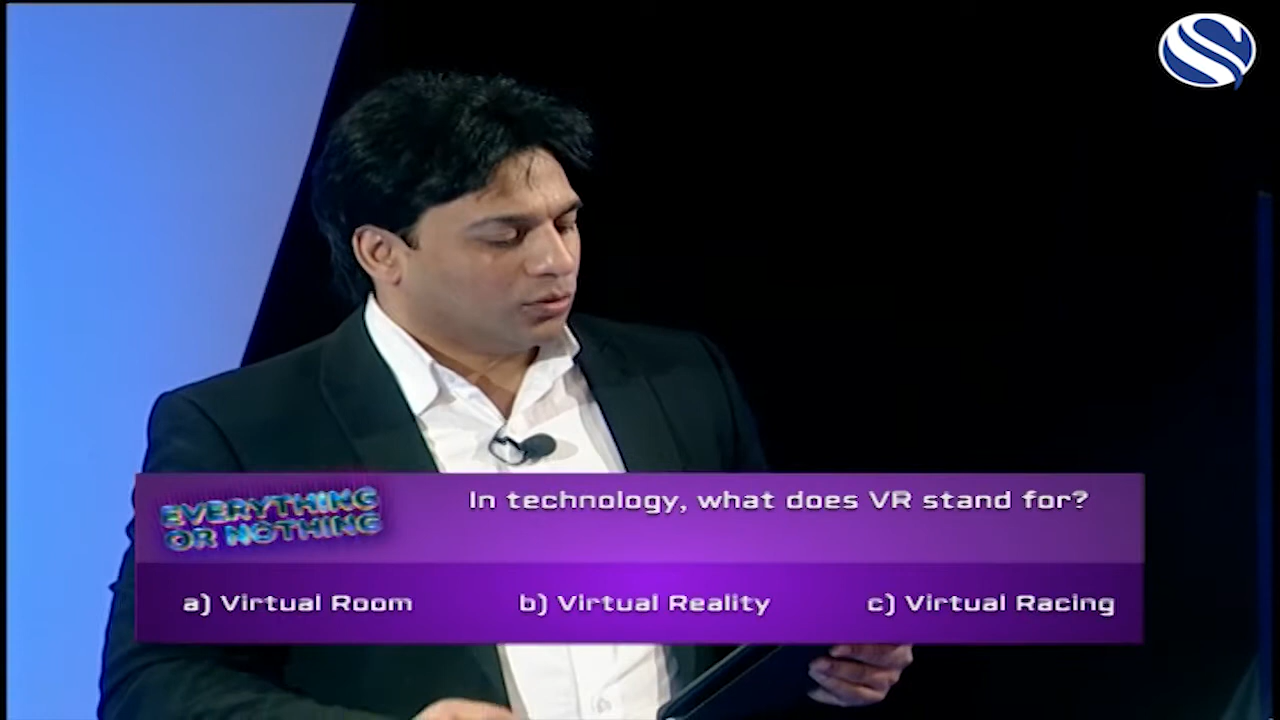 EVERYTHING
OR NOTHING
In technology, what does VR stand for?
a) Virtual Room
b) Virtual Reality
c) Virtual Racing